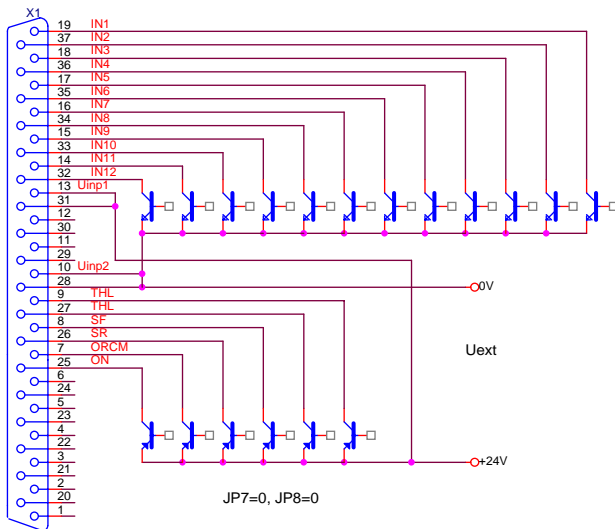 X1
19 IN1
37 IN2
18 IN3
36 IN4
17 IN5
35 IN6
16 IN7
34 IN8
15 IN9
33 IN10
14 IN11
32 IN12
13 Uinp1
31
12
30
11
29
10 Uinp2
28
0V
9 THL
27 THL
8 SF
26 SR
Uext
7 ORCM
25 ON
6
24
5
23
4
22
3
+24V
21
2
20
JP7=0, JP8=0
1